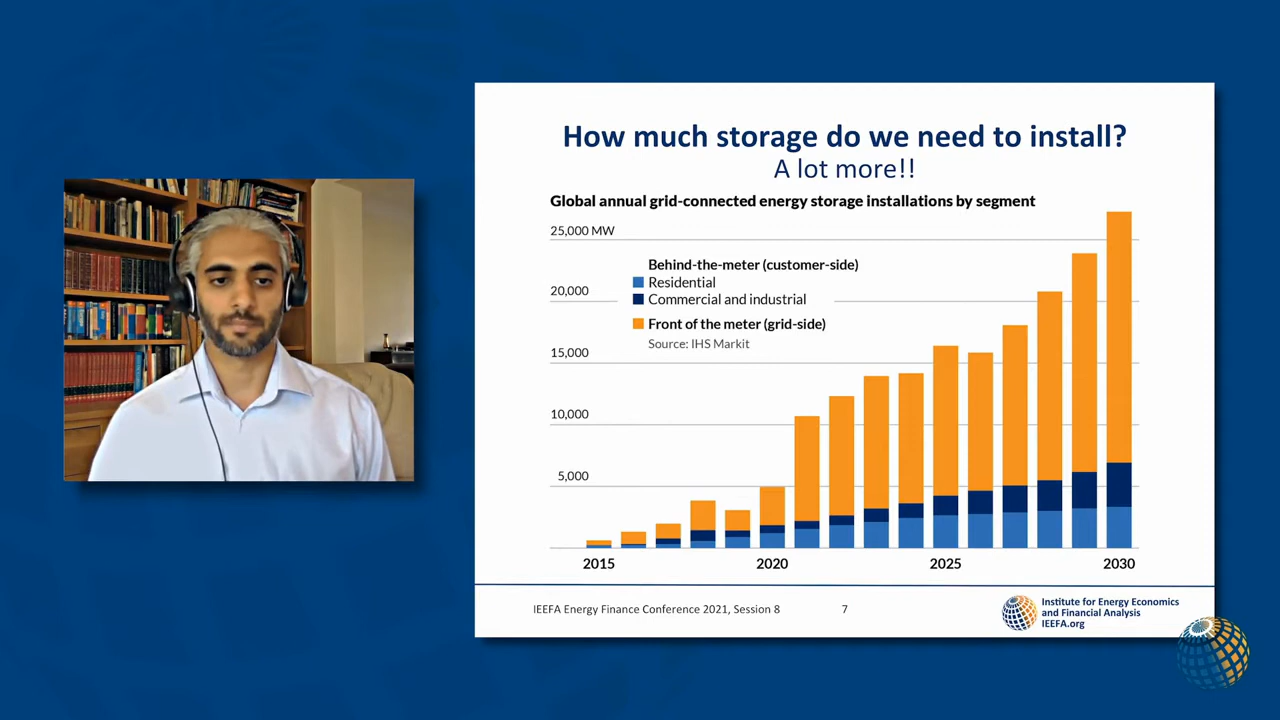 How much storage do we need to install?
A lot more!!
Global annual grid-connected energy storage installations by segment
25,000 MW
20,000
15,000
10,000
5,000
Behind-the-meter (customer-side)
Residential
Commercial and industrial
Front of the meter (grid-side)
Source: IHS Markit
2015
2020
2025
2030
IEEFA Energy Finance Conference 2021, Session 8
7
Institute for Energy Economics
and Financial Analysis
IEEFA.org